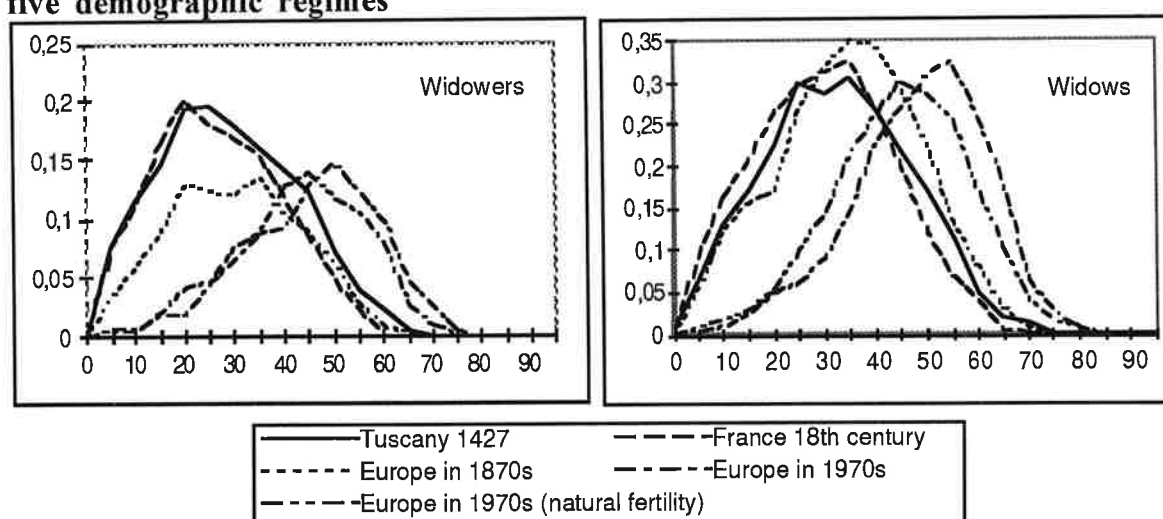 five demographic regimes
0,25
0,2
0,15
0,1
0,05
0
Widowers
0 10 20 30 40 50 60 70 80 90
0,35
0,3
0,25
0,2
0,15
0,1
0,05
0
Widows
0 10 20 30 40 50 60 70 80 90
Tuscany 1427 France 18th century
Europe in 1870s Europe in 1970s
Europe in 1970s (natural fertility)